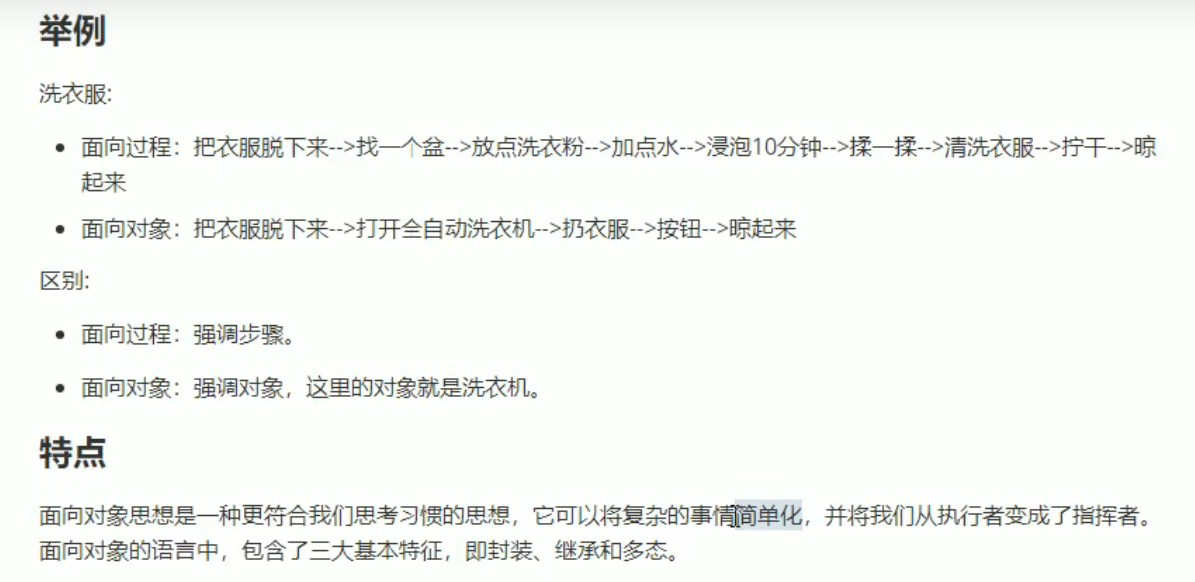 举例
洗衣服:
面向过程：把衣服脱下来-->找一个盆-->放点洗衣粉-->加点水-->浸泡10分钟-->揉一揉-->清洗衣服-->拧干-->晾
起来
面向对象：把衣服脱下来-->打开全自动洗衣机-->扔衣服-->按钮-->晾起来
区别:
面向过程：强调步骤。
面向对象：强调对象，这里的对象就是洗衣机。
特点
面向对象思想是一种更符合我们思考习惯的思想，它可以将复杂的事情简单化，并将我们从执行者变成了指挥者。
面向对象的语言中，包含了三大基本特征，即封装、继承和多态。